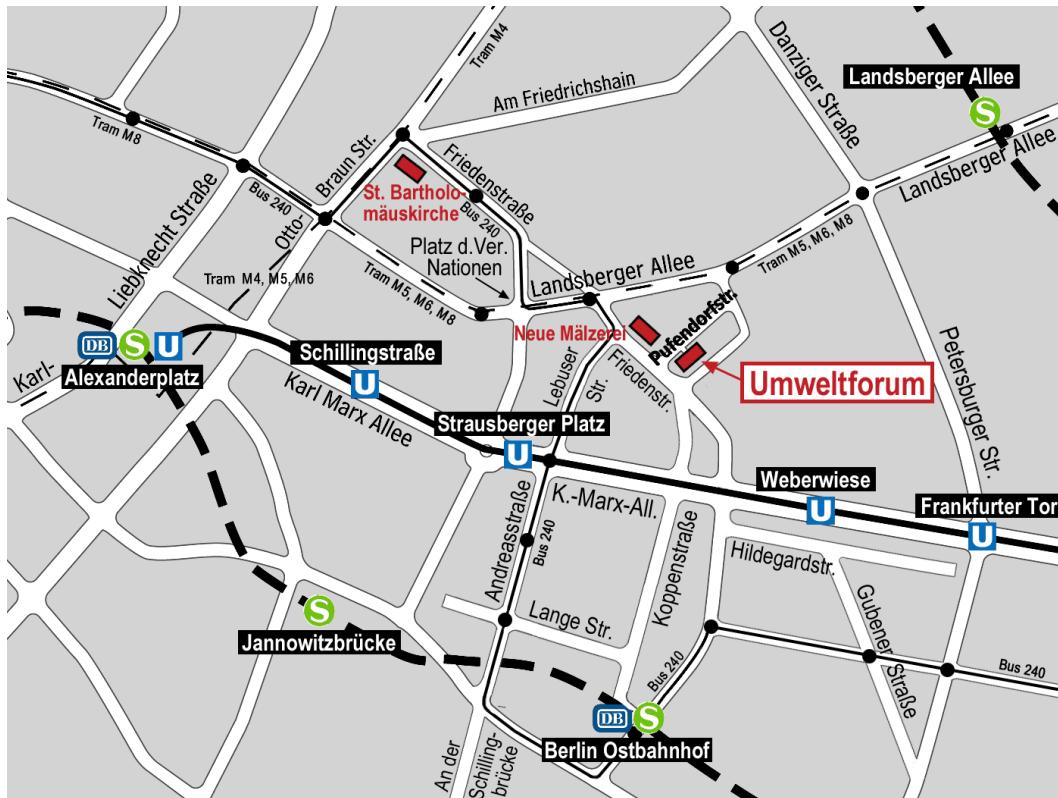 Tram M4
Danziger Straße
Landsberger Allee
S
Am Friedrichshain
Tram M8
Braun Str.
Friedenstraße
Landsberger Allee
St. Bartholo-
mäuskirche
Bus 240
Bus 240
Otto-
Liebknecht Straße
Platz d.Ver.
Nationen
Landsberger Allee
Tram M5, M6, M8
Tram M4, M5, M6
Tram M5, M6, M8
Neue Mälzerei
Pufendorfstr.
Petersburger Str.
DB
S
U
Alexanderplatz
Karl-
Schillingstraße
U
Karl Marx Allee
Lebuser
Str.
Friedenstr.
Umweltforum
Strausberger Platz
U
K.-Marx-All.
Weberwiese
U
Frankfurter Tor
U
Andreasstraße
Bus 240
Koppenstraße
Hildegardstr.
Gubener Straße
Lange Str.
S
Jannowitzbrücke
Bus 240
Bus 240
DB
S
Berlin Ostbahnhof
An der
Schilling-
brücke